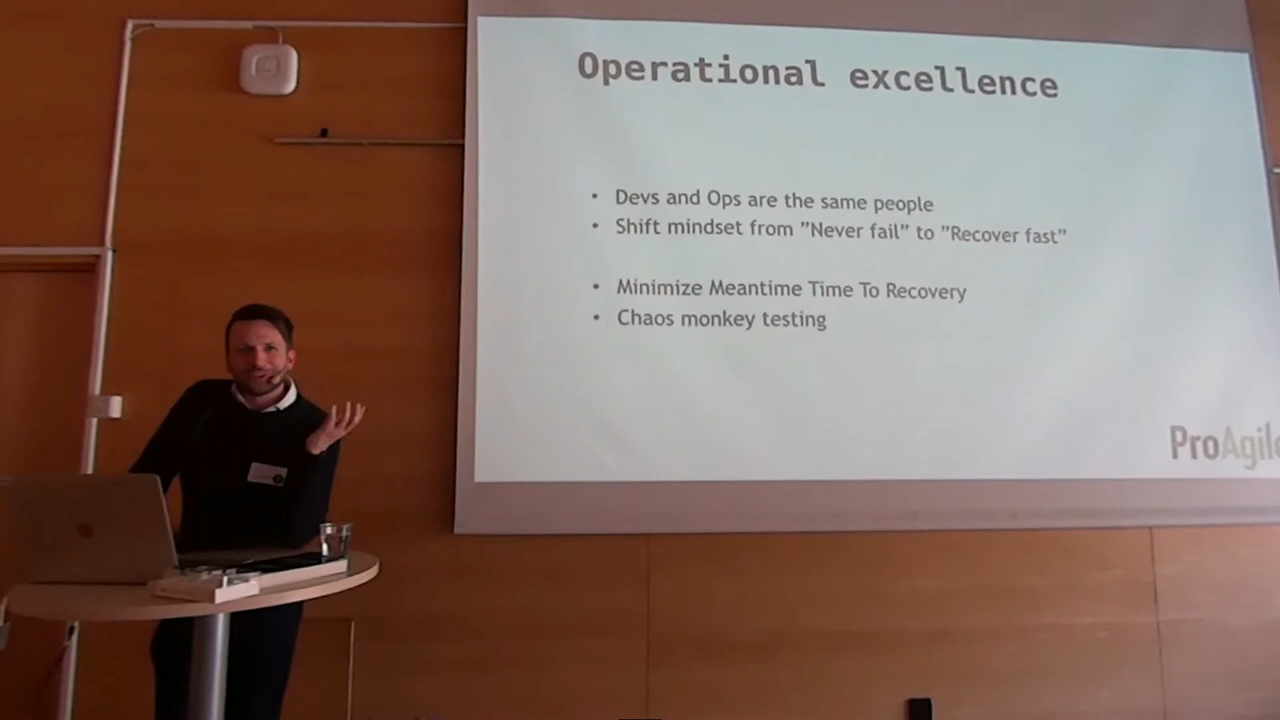 Operational excellence
• Devs and Ops are the same people
• Shift mindset from ”Never fail” to ”Recover fast”
• Minimize Meantime Time To Recovery
• Chaos monkey testing
ProAgile